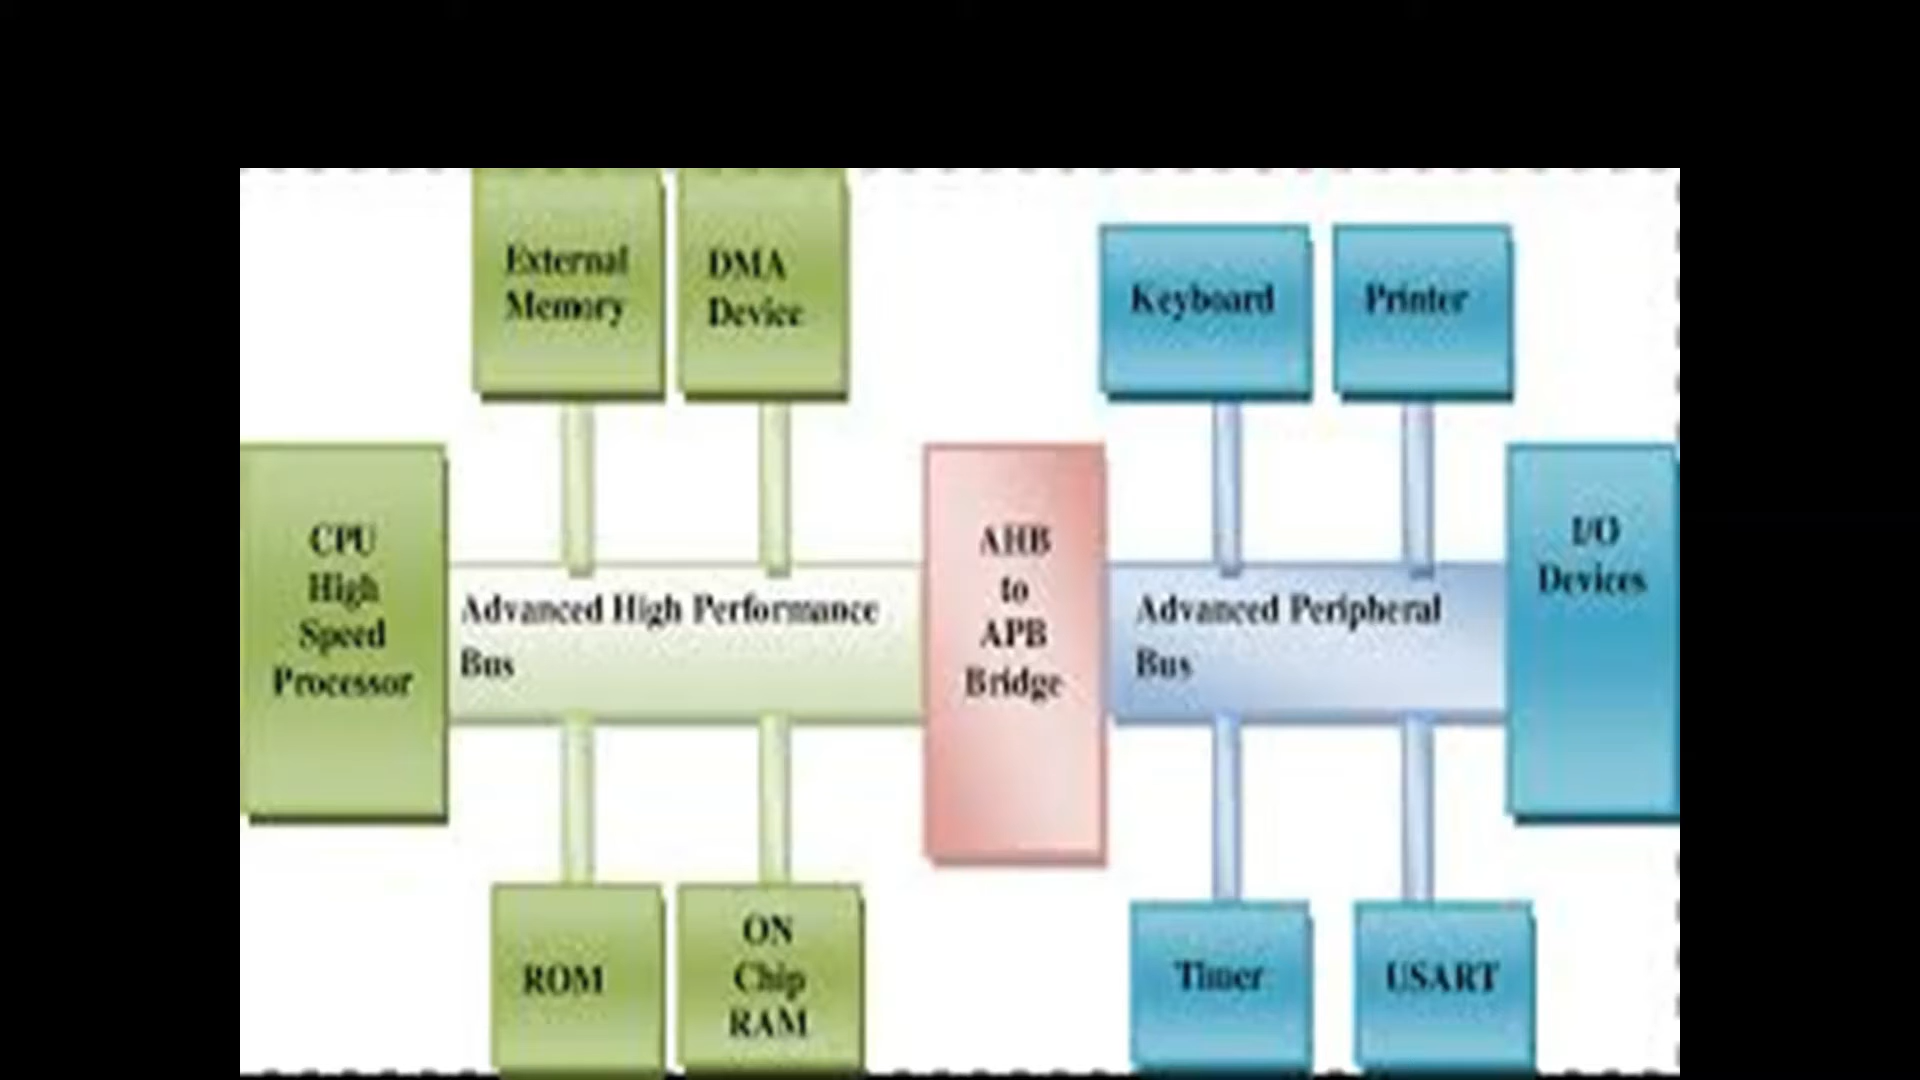 External
Memory
DMA
Device
Keyboard
Printer
CPU
High
Speed
Processor
Advanced High Performance
Bus
AHB
to
APB
Bridge
Advanced Peripheral
Bus
I/O
Devices
ROM
ON
Chip
RAM
Timer
USART